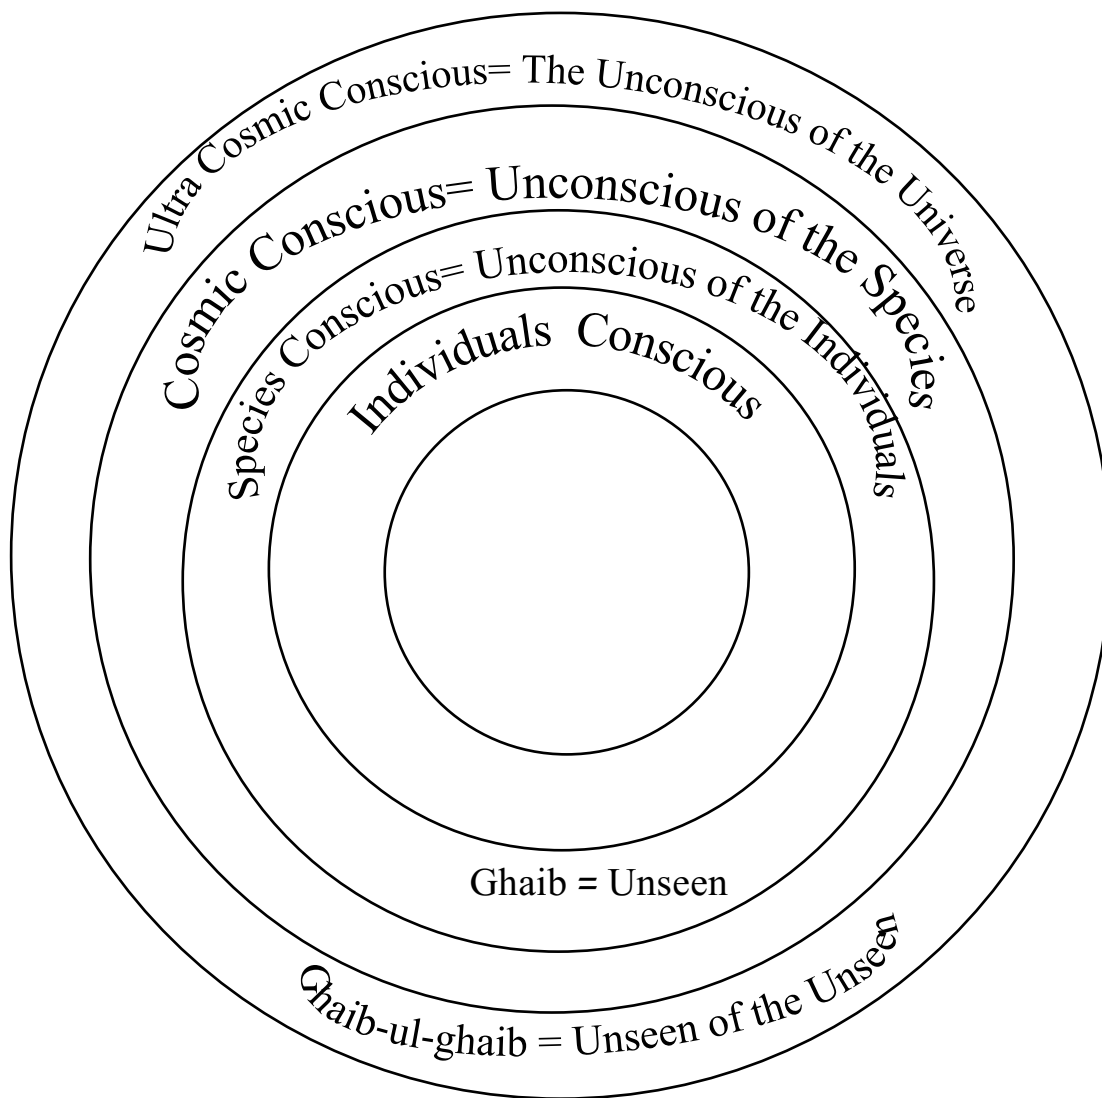 Ultra Cosmic Conscious= The Unconscious of the Universe
Cosmic Conscious= Unconscious of the Species
Species Conscious= Unconscious of the Individuals
Individuals Conscious
Ghaib = Unseen
Ghaib-ul-ghaib = Unseen of the Unseen